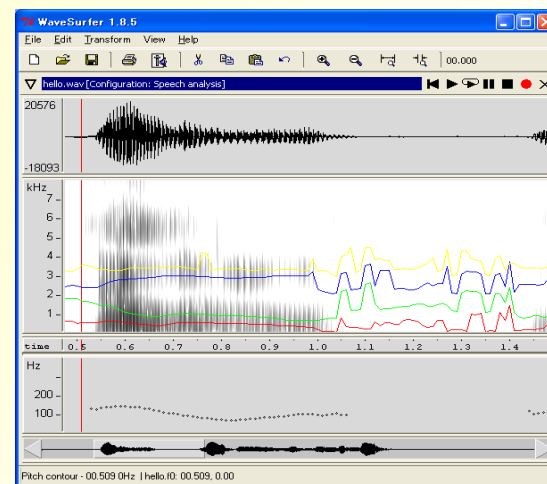 WaveSurfer 1.8.5
File Edit Transform View Help
00.000
hello.wav [Configuration: Speech analysis]
20576
-18093
kHz
7
6
5
4
3
2
1
time 0.5 0.6 0.7 0.8 0.9 1.0 1.1 1.2 1.3 1.4
Hz
200
100
Pitch contour - 00.509 0Hz | hello.f0: 00.509, 0.00